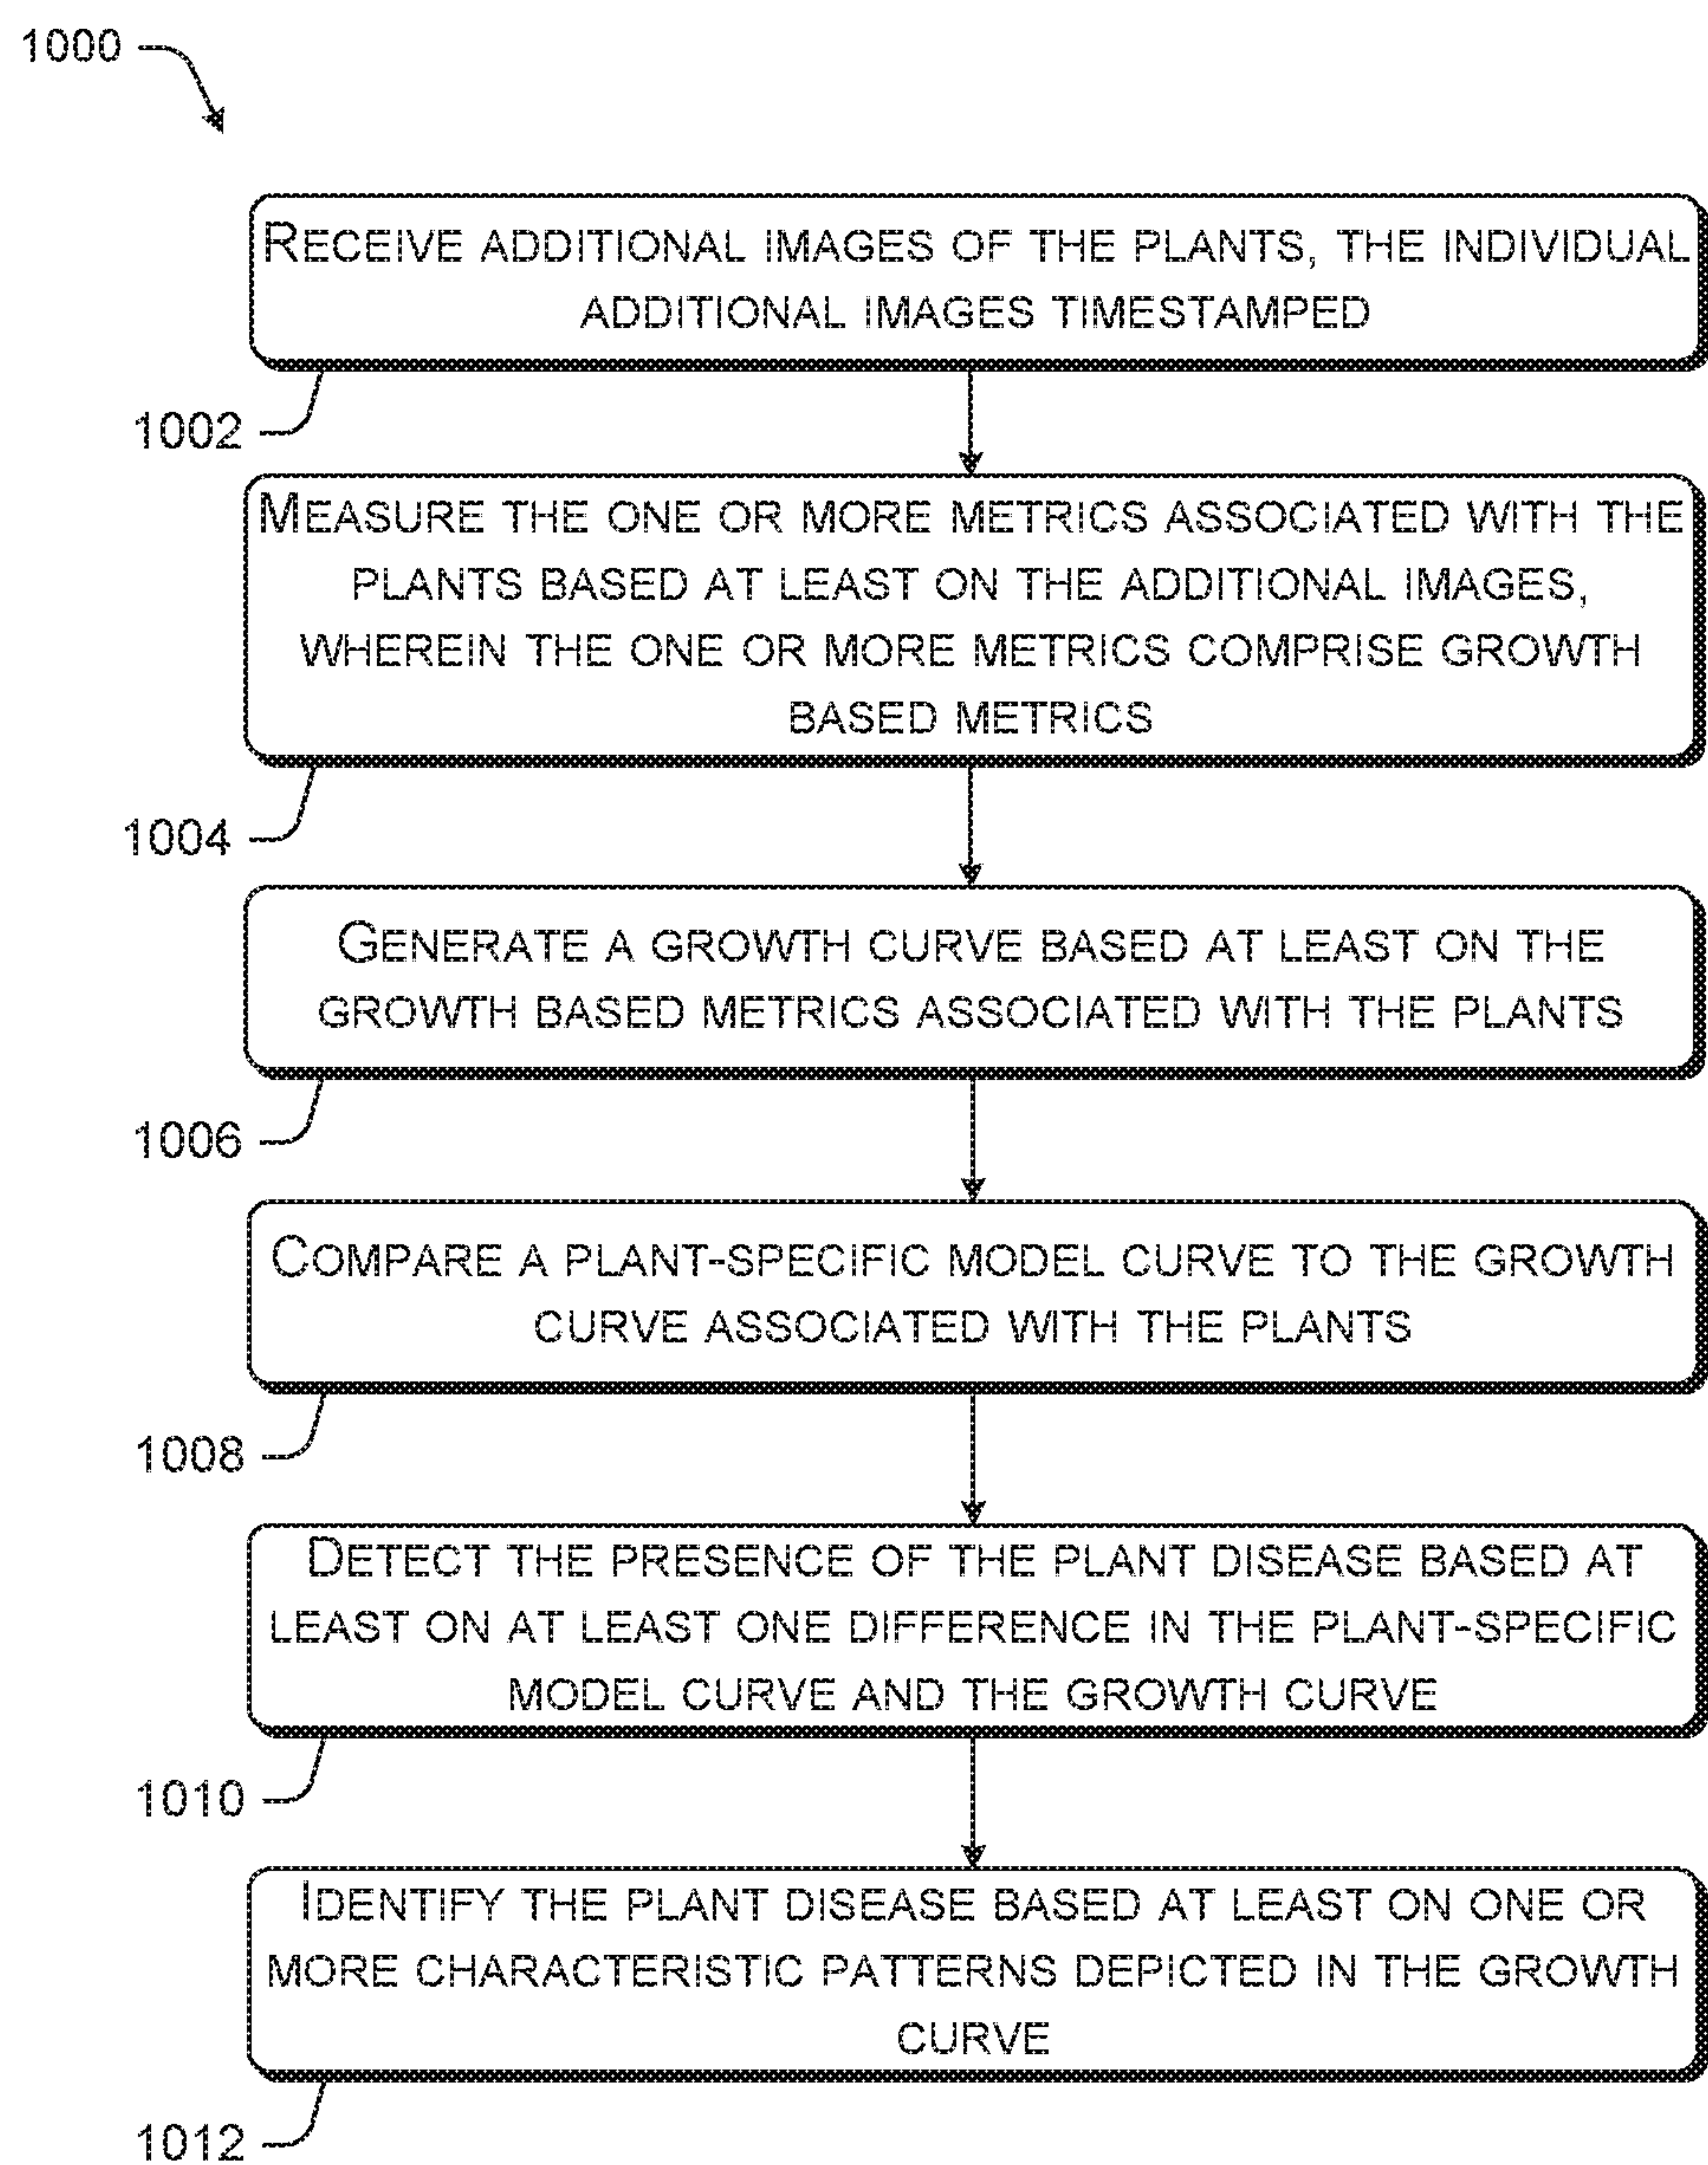 1000
RECEIVE ADDITIONAL IMAGES OF THE PLANTS, THE INDIVIDUAL
ADDITIONAL IMAGES TIMESTAMPED
1002
MEASURE THE ONE OR MORE METRICS ASSOCIATED WITH THE
PLANTS BASED AT LEAST ON THE ADDITIONAL IMAGES,
WHEREIN THE ONE OR MORE METRICS COMPRISE GROWTH
BASED METRICS
1004
GENERATE A GROWTH CURVE BASED AT LEAST ON THE
GROWTH BASED METRICS ASSOCIATED WITH THE PLANTS
1006
COMPARE A PLANT-SPECIFIC MODEL CURVE TO THE GROWTH
CURVE ASSOCIATED WITH THE PLANTS
1008
DETECT THE PRESENCE OF THE PLANT DISEASE BASED AT
LEAST ON AT LEAST ONE DIFFERENCE IN THE PLANT-SPECIFIC
MODEL CURVE AND THE GROWTH CURVE
1010
IDENTIFY THE PLANT DISEASE BASED AT LEAST ON ONE OR
MORE CHARACTERISTIC PATTERNS DEPICTED IN THE GROWTH
CURVE
1012